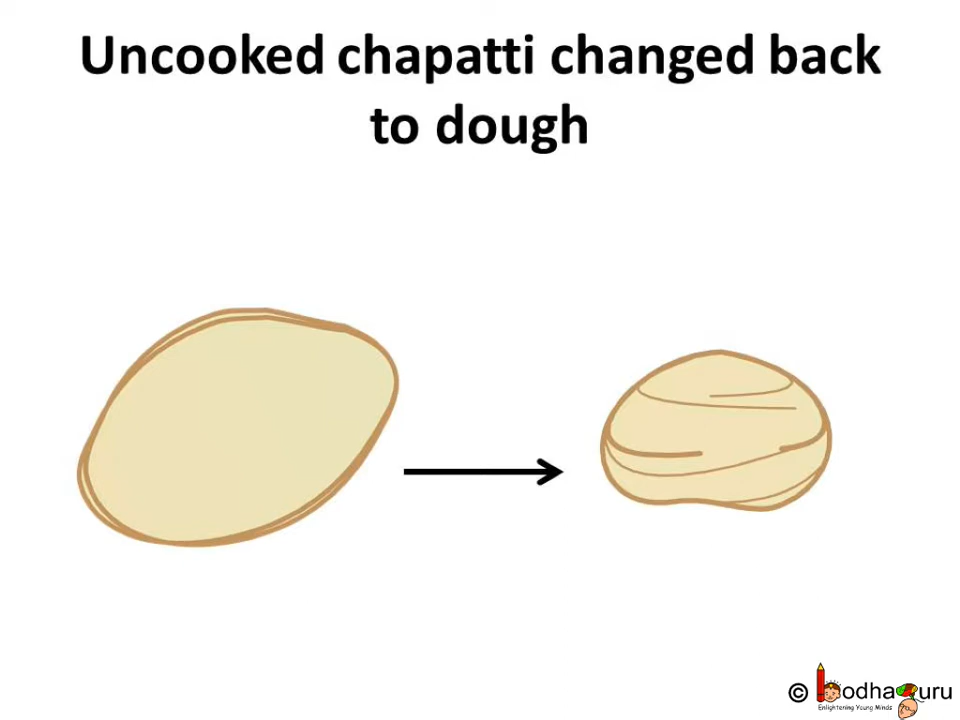 Uncooked chapatti changed back
to dough
© bodhaguru
Enlightening Young Minds